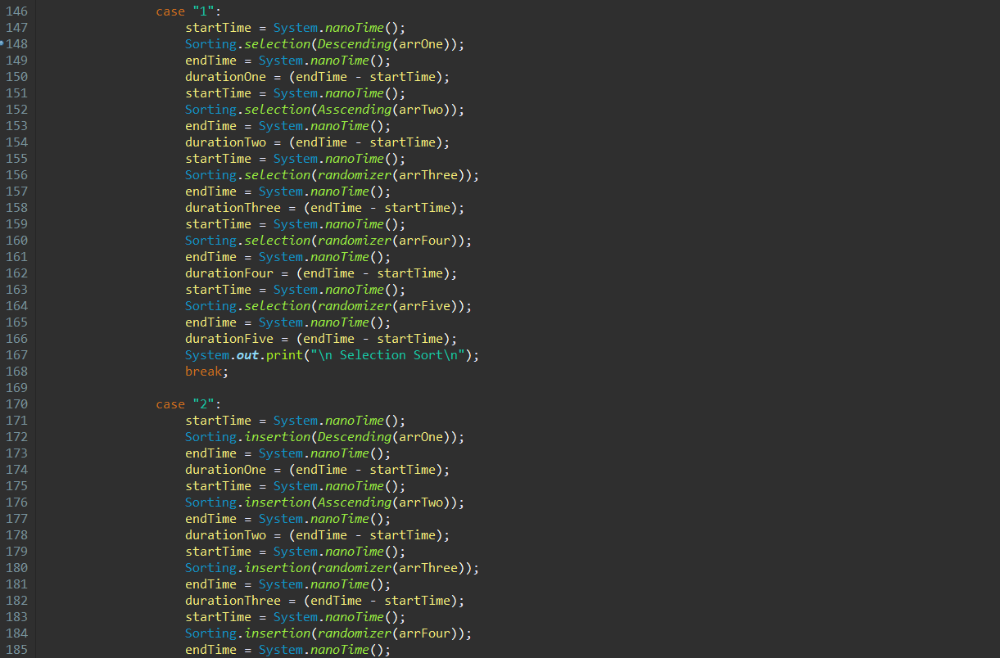 146 case "1":
147 startTime = System.nanoTime();
148 Sorting.selection(Descending(arrOne));
149 endTime = System.nanoTime();
150 durationOne = (endTime - startTime);
151 startTime = System.nanoTime();
152 Sorting.selection(Asscending(arrTwo));
153 endTime = System.nanoTime();
154 durationTwo = (endTime - startTime);
155 startTime = System.nanoTime();
156 Sorting.selection(randomizer(arrThree));
157 endTime = System.nanoTime();
158 durationThree = (endTime - startTime);
159 startTime = System.nanoTime();
160 Sorting.selection(randomizer(arrFour));
161 endTime = System.nanoTime();
162 durationFour = (endTime - startTime);
163 startTime = System.nanoTime();
164 Sorting.selection(randomizer(arrFive));
165 endTime = System.nanoTime();
166 durationFive = (endTime - startTime);
167 System.out.print("\n Selection Sort\n");
168 break;
169
170 case "2":
171 startTime = System.nanoTime();
172 Sorting.insertion(Descending(arrOne));
173 endTime = System.nanoTime();
174 durationOne = (endTime - startTime);
175 startTime = System.nanoTime();
176 Sorting.insertion(Asscending(arrTwo));
177 endTime = System.nanoTime();
178 durationTwo = (endTime - startTime);
179 startTime = System.nanoTime();
180 Sorting.insertion(randomizer(arrThree));
181 endTime = System.nanoTime();
182 durationThree = (endTime - startTime);
183 startTime = System.nanoTime();
184 Sorting.insertion(randomizer(arrFour));
185 endTime = System.nanoTime();